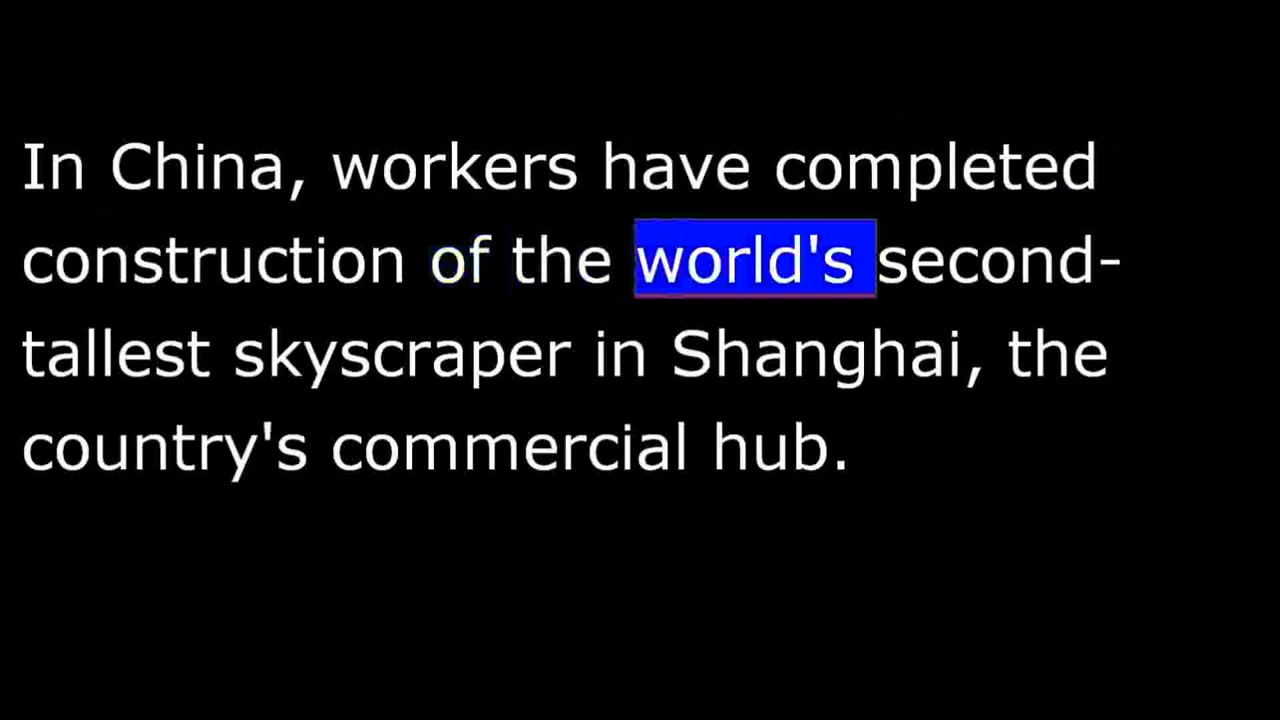 In China, workers have completed
construction of the world's second-
tallest skyscraper in Shanghai, the
country's commercial hub.